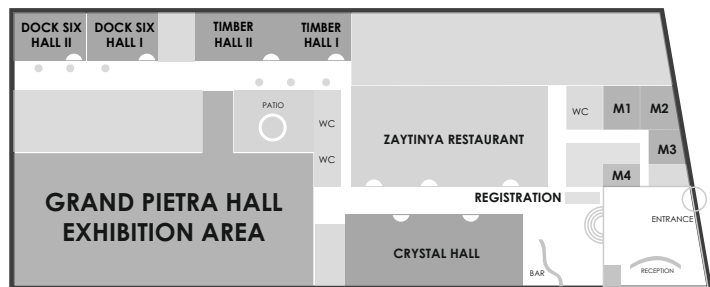 DOCK SIX
HALL II
DOCK SIX
HALL I
TIMBER
HALL II
TIMBER
HALL I
PATIO
WC
WC
ZAYTINYA RESTAURANT
WC
M1
M2
M3
M4
GRAND PIETRA HALL
EXHIBITION AREA
REGISTRATION
CRYSTAL HALL
BAR
ENTRANCE
RECEPTION